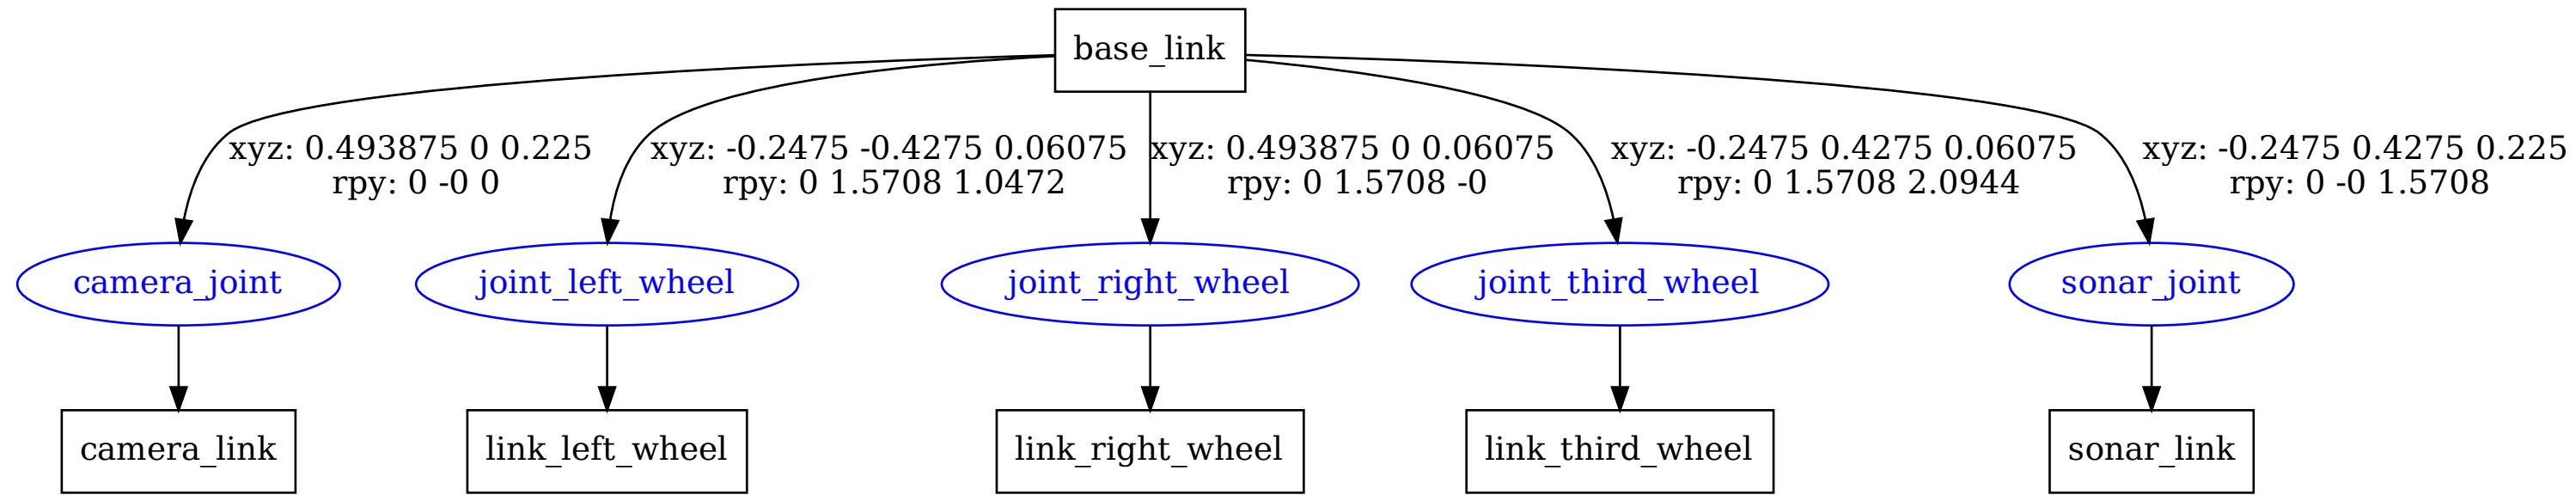 base_link
xyz: 0.493875 0 0.225
rpy: 0 -0 0
xyz: -0.2475 -0.4275 0.06075
rpy: 0 1.5708 1.0472
xyz: 0.493875 0 0.06075
rpy: 0 1.5708 -0
xyz: -0.2475 0.4275 0.06075
rpy: 0 1.5708 2.0944
xyz: -0.2475 0.4275 0.225
rpy: 0 -0 1.5708
camera_joint
joint_left_wheel
joint_right_wheel
joint_third_wheel
sonar_joint
camera_link
link_left_wheel
link_right_wheel
link_third_wheel
sonar_link